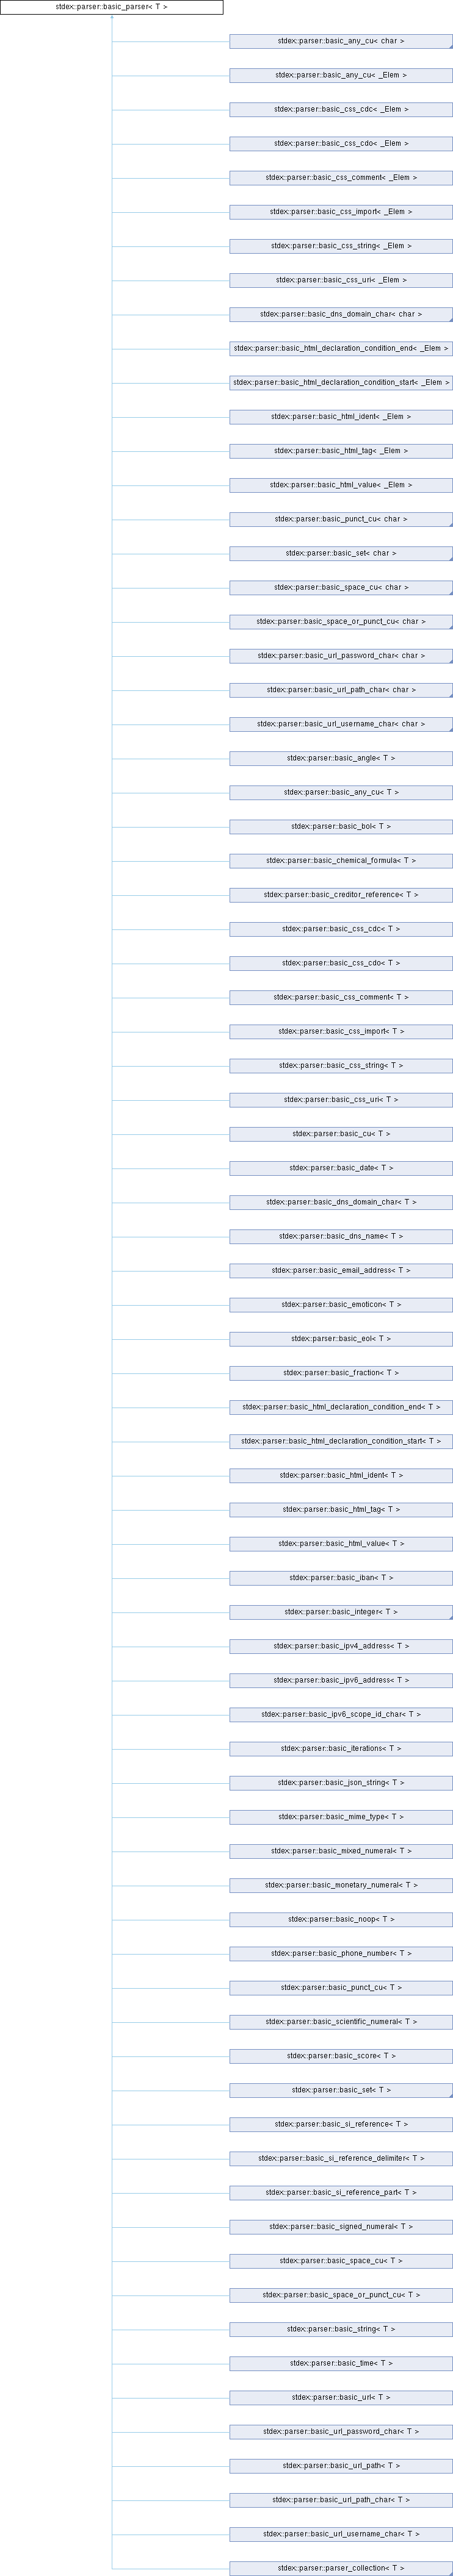 stdex::parser::basic_parser< T >
stdex::parser::basic_any_cu< char >
stdex::parser::basic_any_cu< _Elem >
stdex::parser::basic_css_cdc< _Elem >
stdex::parser::basic_css_cdo< _Elem >
stdex::parser::basic_css_comment< _Elem >
stdex::parser::basic_css_import< _Elem >
stdex::parser::basic_css_string< _Elem >
stdex::parser::basic_css_uri< _Elem >
stdex::parser::basic_dns_domain_char< char >
stdex::parser::basic_html_declaration_condition_end< _Elem >
stdex::parser::basic_html_declaration_condition_start< _Elem >
stdex::parser::basic_html_ident< _Elem >
stdex::parser::basic_html_tag< _Elem >
stdex::parser::basic_html_value< _Elem >
stdex::parser::basic_punct_cu< char >
stdex::parser::basic_set< char >
stdex::parser::basic_space_cu< char >
stdex::parser::basic_space_or_punct_cu< char >
stdex::parser::basic_url_password_char< char >
stdex::parser::basic_url_path_char< char >
stdex::parser::basic_url_username_char< char >
stdex::parser::basic_angle< T >
stdex::parser::basic_any_cu< T >
stdex::parser::basic_bol< T >
stdex::parser::basic_chemical_formula< T >
stdex::parser::basic_creditor_reference< T >
stdex::parser::basic_css_cdc< T >
stdex::parser::basic_css_cdo< T >
stdex::parser::basic_css_comment< T >
stdex::parser::basic_css_import< T >
stdex::parser::basic_css_string< T >
stdex::parser::basic_css_uri< T >
stdex::parser::basic_cu< T >
stdex::parser::basic_date< T >
stdex::parser::basic_dns_domain_char< T >
stdex::parser::basic_dns_name< T >
stdex::parser::basic_email_address< T >
stdex::parser::basic_emoticon< T >
stdex::parser::basic_eol< T >
stdex::parser::basic_fraction< T >
stdex::parser::basic_html_declaration_condition_end< T >
stdex::parser::basic_html_declaration_condition_start< T >
stdex::parser::basic_html_ident< T >
stdex::parser::basic_html_tag< T >
stdex::parser::basic_html_value< T >
stdex::parser::basic_iban< T >
stdex::parser::basic_integer< T >
stdex::parser::basic_ipv4_address< T >
stdex::parser::basic_ipv6_address< T >
stdex::parser::basic_ipv6_scope_id_char< T >
stdex::parser::basic_iterations< T >
stdex::parser::basic_json_string< T >
stdex::parser::basic_mime_type< T >
stdex::parser::basic_mixed_numeral< T >
stdex::parser::basic_monetary_numeral< T >
stdex::parser::basic_noop< T >
stdex::parser::basic_phone_number< T >
stdex::parser::basic_punct_cu< T >
stdex::parser::basic_scientific_numeral< T >
stdex::parser::basic_score< T >
stdex::parser::basic_set< T >
stdex::parser::basic_si_reference< T >
stdex::parser::basic_si_reference_delimiter< T >
stdex::parser::basic_si_reference_part< T >
stdex::parser::basic_signed_numeral< T >
stdex::parser::basic_space_cu< T >
stdex::parser::basic_space_or_punct_cu< T >
stdex::parser::basic_string< T >
stdex::parser::basic_time< T >
stdex::parser::basic_url< T >
stdex::parser::basic_url_password_char< T >
stdex::parser::basic_url_path< T >
stdex::parser::basic_url_path_char< T >
stdex::parser::basic_url_username_char< T >
stdex::parser::parser_collection< T >